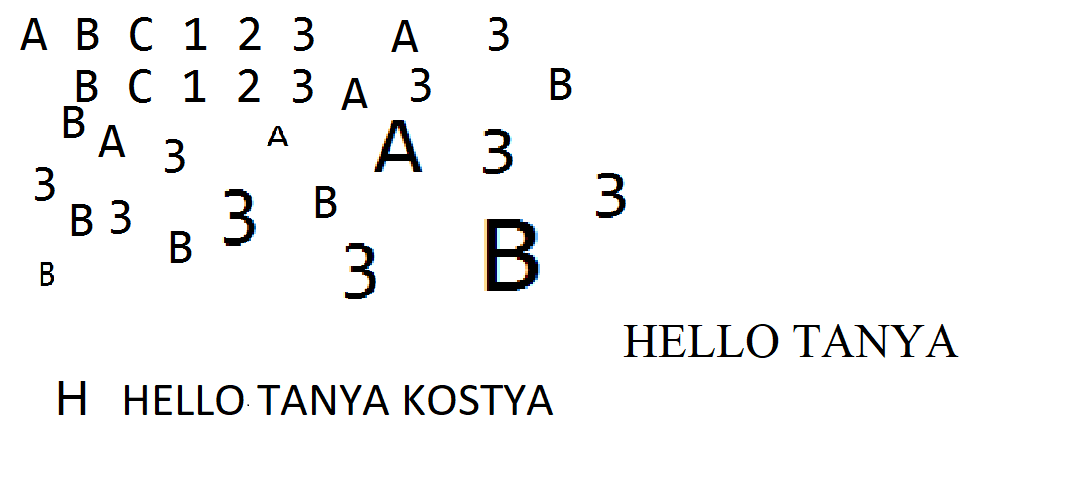 A B C 1 2 3 A 3
B C 1 2 3 A 3 B
B A 3 A A 3
3 B 3 B 3 B 3
B 3 B
HELLO TANYA
H HELLO TANYA KOSTYA